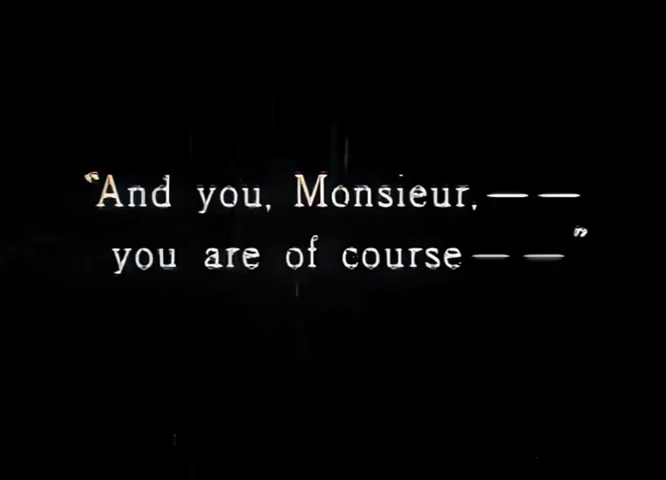 "And you, Monsieur, — —
you are of course — —"